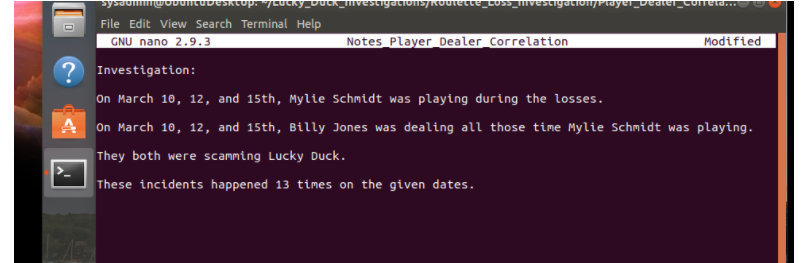 sysadmin@UbuntuDesktop: ~/Lucky_Duck_Investigations/Roulette_Loss_Investigation/Player_Dealer_Correla...
File Edit View Search Terminal Help
GNU nano 2.9.3 Notes_Player_Dealer_Correlation Modified
Investigation:
On March 10, 12, and 15th, Mylie Schmidt was playing during the losses.
On March 10, 12, and 15th, Billy Jones was dealing all those time Mylie Schmidt was playing.
They both were scamming Lucky Duck.
These incidents happened 13 times on the given dates.